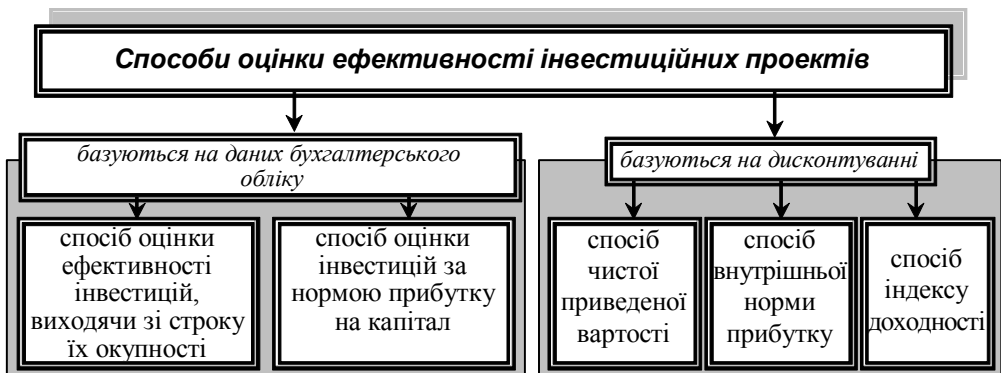 Способи оцінки ефективності інвестиційних проектів
базуються на даних бухгалтерського
обліку
базуються на дисконтуванні
спосіб оцінки
ефективності
інвестицій,
виходячи зі строку
їх окупності
спосіб оцінки
інвестицій за
нормою прибутку
на капітал
спосіб
чистої
приведеної
вартості
спосіб
внутрішньої
норми
прибутку
спосіб
індексу
доходності